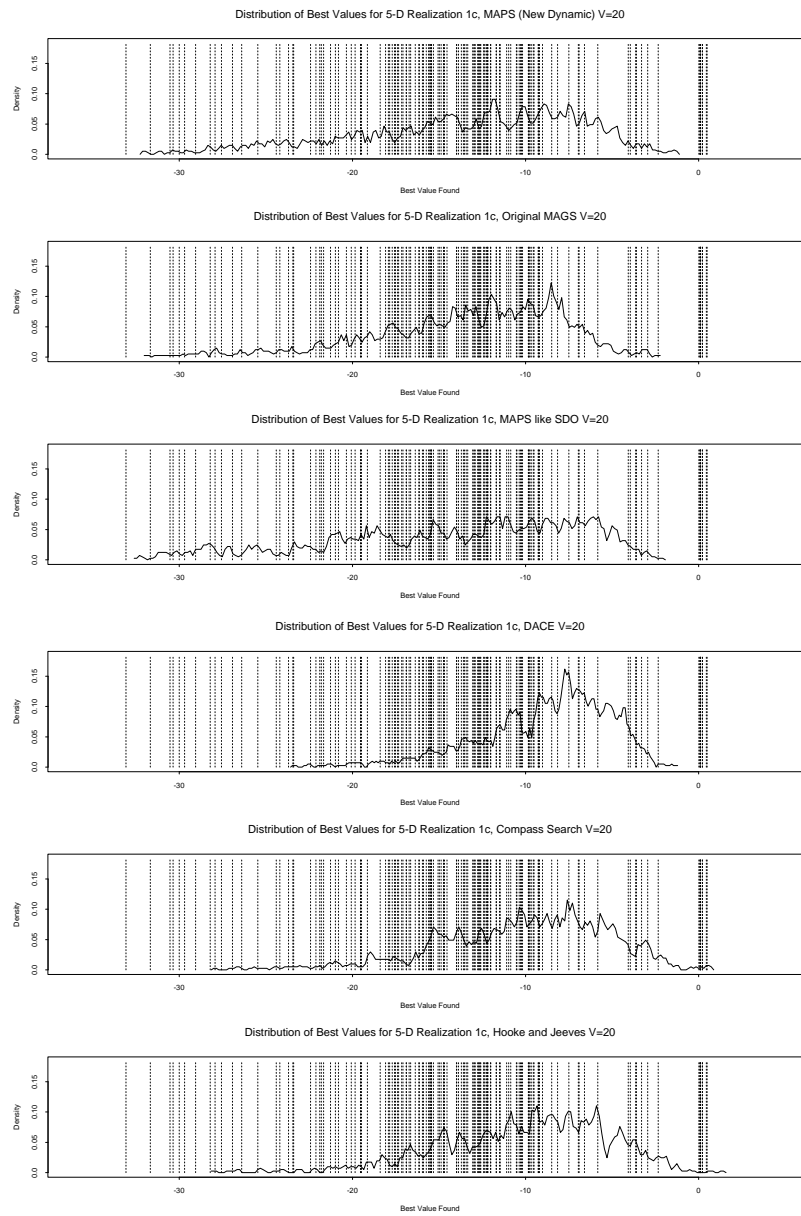 Distribution of Best Values for 5-D Realization 1c, MAPS (New Dynamic) V=20
Density
0.0 0.05 0.10 0.15
-30 -20 -10 0
Best Value Found
Distribution of Best Values for 5-D Realization 1c, Original MAGS V=20
Density
0.0 0.05 0.10 0.15
-30 -20 -10 0
Best Value Found
Distribution of Best Values for 5-D Realization 1c, MAPS like SDO V=20
Density
0.0 0.05 0.10 0.15
-30 -20 -10 0
Best Value Found
Distribution of Best Values for 5-D Realization 1c, DACE V=20
Density
0.0 0.05 0.10 0.15
-30 -20 -10 0
Best Value Found
Distribution of Best Values for 5-D Realization 1c, Compass Search V=20
Density
0.0 0.05 0.10 0.15
-30 -20 -10 0
Best Value Found
Distribution of Best Values for 5-D Realization 1c, Hooke and Jeeves V=20
Density
0.0 0.05 0.10 0.15
-30 -20 -10 0
Best Value Found